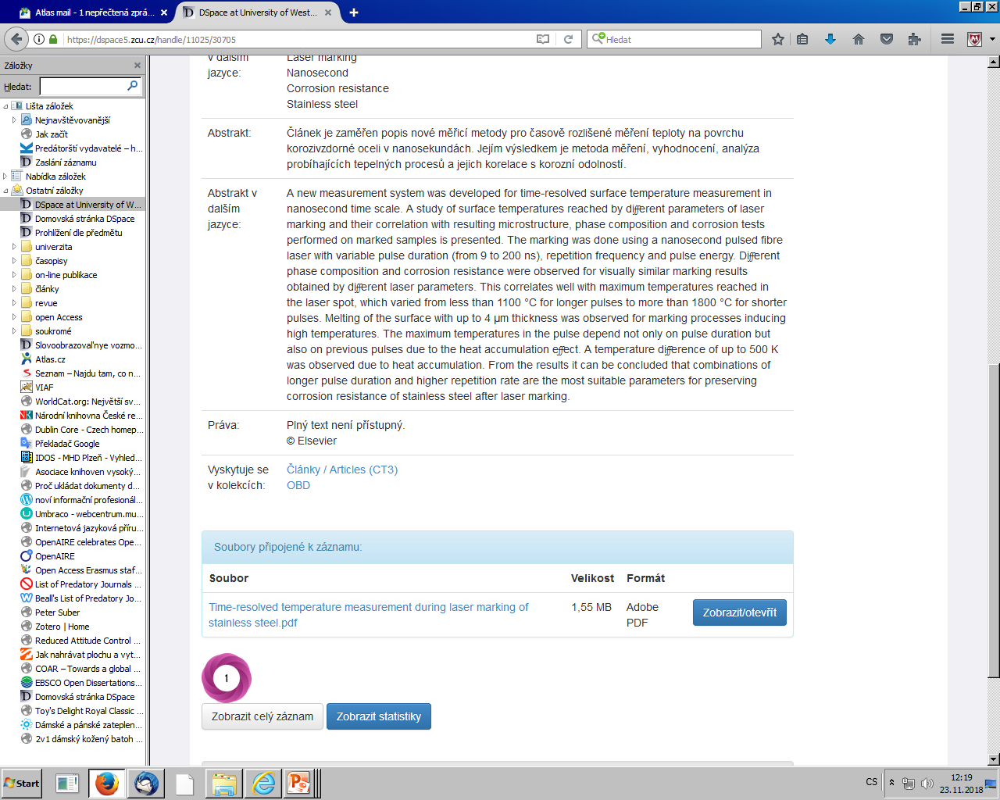 Atlas mail - 1 nepřečtená zprá...
DSpace at University of West...
https://dspace5.zcu.cz/handle/11025/30705
Hledat
Záložky
Hledat:
Lišta záložek
Nejnavštěvovanější
Jak začít
Predátorští vydavatelé – h...
Zaslání záznamu
Nabídka záložek
Ostatní záložky
DSpace at University of W...
Domovská stránka DSpace
Prohlížení dle předmětu
univerzita
časopisy
on-line publikace
články
revue
open Access
soukromé
Slovoobrazoval'nye vozmo...
Atlas.cz
Seznam – Najdu tam, co n...
VIAF
WorldCat.org: Největší sv...
Národní knihovna České re...
Dublin Core - Czech homep...
Překladač Google
IDOS - MHD Plzeň - Vyhled...
Asociace knihoven vysoký...
Proč ukládat dokumenty d...
noví informační profesionál...
Umbraco - webcentrum.mu...
Internetová jazyková příru...
OpenAIRE celebrates Ope...
OpenAIRE
Open Access Erasmus staf...
List of Predatory Journals ...
Beall's List of Predatory Jo...
Peter Suber
Zotero | Home
Reduced Attitude Control ...
Jak nahrávat plochu a vyt...
COAR – Towards a global ...
EBSCO Open Dissertations...
Domovská stránka DSpace
Toy's Delight Royal Classic ...
Dámské a pánské zateplen...
2v1 dámský kožený batoh ...
v dalším jazyce:
Laser marking
Nanosecond
Corrosion resistance
Stainless steel
Abstrakt:
Článek je zaměřen popis nové měřicí metody pro časově rozlišené měření teploty na povrchu
korozivzdorné oceli v nanosekundách. Jejím výsledkem je metoda měření, vyhodnocení, analýza
probíhajících tepelných procesů a jejich korelace s korozní odolností.
Abstrakt v
dalším
jazyce:
A new measurement system was developed for time-resolved surface temperature measurement in
nanosecond time scale. A study of surface temperatures reached by different parameters of laser
marking and their correlation with resulting microstructure, phase composition and corrosion tests
performed on marked samples is presented. The marking was done using a nanosecond pulsed fibre
laser with variable pulse duration (from 9 to 200 ns), repetition frequency and pulse energy. Different
phase composition and corrosion resistance were observed for visually similar marking results
obtained by different laser parameters. This correlates well with maximum temperatures reached in
the laser spot, which varied from less than 1100 °C for longer pulses to more than 1800 °C for shorter
pulses. Melting of the surface with up to 4 μm thickness was observed for marking processes inducing
high temperatures. The maximum temperatures in the pulse depend not only on pulse duration but
also on previous pulses due to the heat accumulation effect. A temperature difference of up to 500 K
was observed due to heat accumulation. From the results it can be concluded that combinations of
longer pulse duration and higher repetition rate are the most suitable parameters for preserving
corrosion resistance of stainless steel after laser marking.
Práva:
Plný text není přístupný.
© Elsevier
Vyskytuje se
v kolekcích:
Články / Articles (CT3)
OBD
Soubory připojené k záznamu:
Soubor Velikost Formát
Time-resolved temperature measurement during laser marking of
stainless steel.pdf
1,55 MB
Adobe
PDF
Zobrazit/otevřít
1
Zobrazit celý záznam
Zobrazit statistiky
Start
CS
12:19
23.11.2018